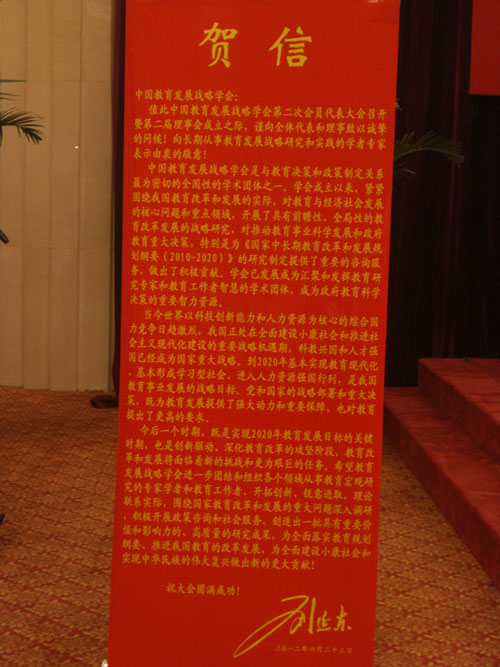 贺信
中国教育发展战略学会：
值此中国教育发展战略学会第二次会员代表大会召开
暨第二届理事会成立之际，谨向全体代表和理事致以诚挚
的问候！向长期从事教育发展战略研究和实践的学者专家
表示由衷的敬意！
中国教育发展战略学会是与教育决策和政策制定关系
最为密切的全国性的学术团体之一。学会成立以来，紧紧
围绕我国教育改革和发展的实际，对教育与经济社会发展
的核心问题和重点领域，开展了具有前瞻性、全局性的教
育改革发展的战略研究，对推动教育事业科学发展和政府
教育重大决策，特别是为《国家中长期教育改革和发展规
划纲要（2010-2020）》的研究制定提供了重要的咨询服
务，做出了积极贡献。学会已发展成为汇聚和发挥教育研
究专家和教育工作者智慧的学术团体，成为政府教育科学
决策的重要智力资源。
当今世界以科技创新能力和人力资源为核心的综合国
力竞争日趋激烈，我国正处在全面建设小康社会和推进社
会主义现代化建设的重要战略机遇期，科教兴国和人才强
国已经成为国家重大战略，到2020年基本实现教育现代化
、基本形成学习型社会，进入人力资源强国行列，是我国
教育事业发展的战略目标。党和国家的战略部署和重大决
策，既为教育发展提供了强大动力和重要保障，也对教育
提出了更高的要求。
今后一个时期，既是实现2020年教育发展目标的关键
时期，也是创新驱动、深化教育改革的攻坚阶段，教育改
革和发展将面临着新的挑战和更为艰巨的任务。希望教育
发展战略学会进一步团结和组织各个领域从事教育宏观研
究的专家学者和教育工作者，开拓创新，锐意进取，理论
联系实际，围绕国家教育改革和发展的重大问题深入调研
，积极开展政策咨询和社会服务，创造出一批具有重要价
值和影响力的、高质量的研究成果，为全面落实教育规划
纲要，推进我国教育的改革发展，为全面建设小康社会和
实现中华民族的伟大复兴做出新的更大贡献！
祝大会圆满成功！
刘延东
二〇一二年六月二十三日